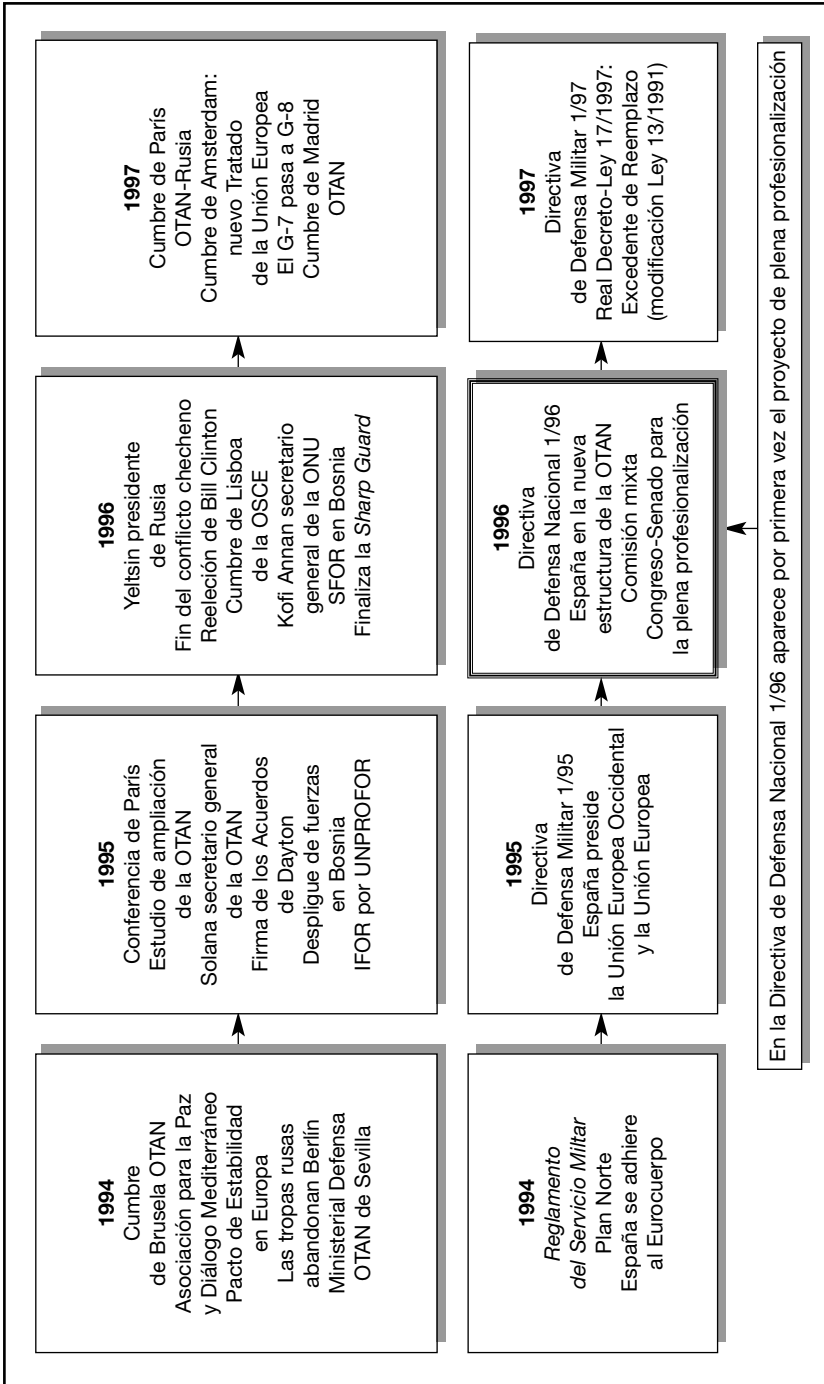 1994
Cumbre
de Brusela OTAN
Asociación para la Paz
y Diálogo Mediterráneo
Pacto de Estabilidad
en Europa
Las tropas rusas
abandonan Berlín
Ministerial Defensa
OTAN de Sevilla
1995
Conferencia de París
Estudio de ampliación
de la OTAN
Solana secretario general
de la OTAN
Firma de los Acuerdos
de Dayton
Despligue de fuerzas
en Bosnia
IFOR por UNPROFOR
1996
Yeltsin presidente
de Rusia
Fin del conflicto checheno
Reeleción de Bill Clinton
Cumbre de Lisboa
de la OSCE
Kofi Annan secretario
general de la ONU
SFOR en Bosnia
Finaliza la Sharp Guard
1997
Cumbre de París
OTAN-Rusia
Cumbre de Amsterdam:
nuevo Tratado
de la Unión Europea
El G-7 pasa a G-8
Cumbre de Madrid
OTAN
1994
Reglamento
del Servicio Miltar
Plan Norte
España se adhiere
al Eurocuerpo
1995
Directiva
de Defensa Militar 1/95
España preside
la Unión Europea Occidental
y la Unión Europea
1996
Directiva
de Defensa Nacional 1/96
España en la nueva
estructura de la OTAN
Comisión mixta
Congreso-Senado para
la plena profesionalización
1997
Directiva
de Defensa Militar 1/97
Real Decreto-Ley 17/1997:
Excedente de Reemplazo
(modificación Ley 13/1991)
En la Directiva de Defensa Nacional 1/96 aparece por primera vez el proyecto de plena profesionalización